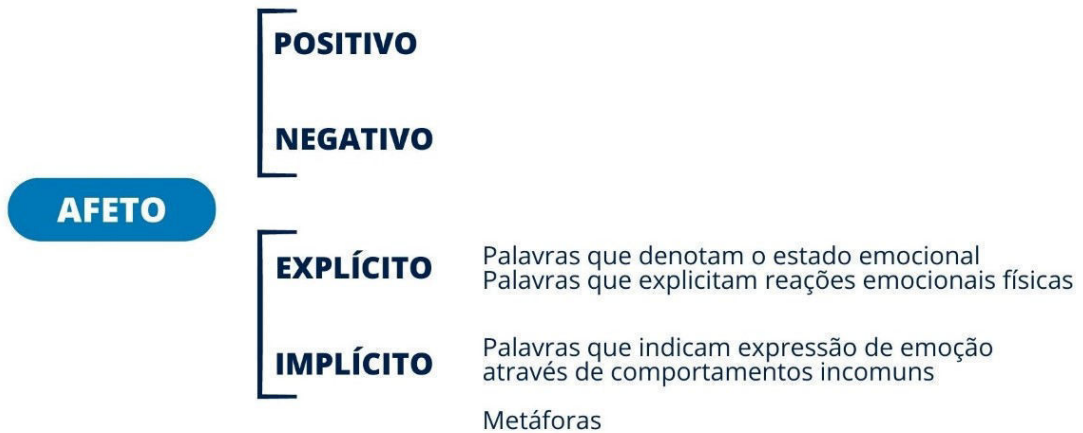 POSITIVO
NEGATIVO
AFETO
EXPLÍCITO
Palavras que denotam o estado emocional
Palavras que explicitam reações emocionais físicas
IMPLÍCITO
Palavras que indicam expressão de emoção
através de comportamentos incomuns
Metáforas